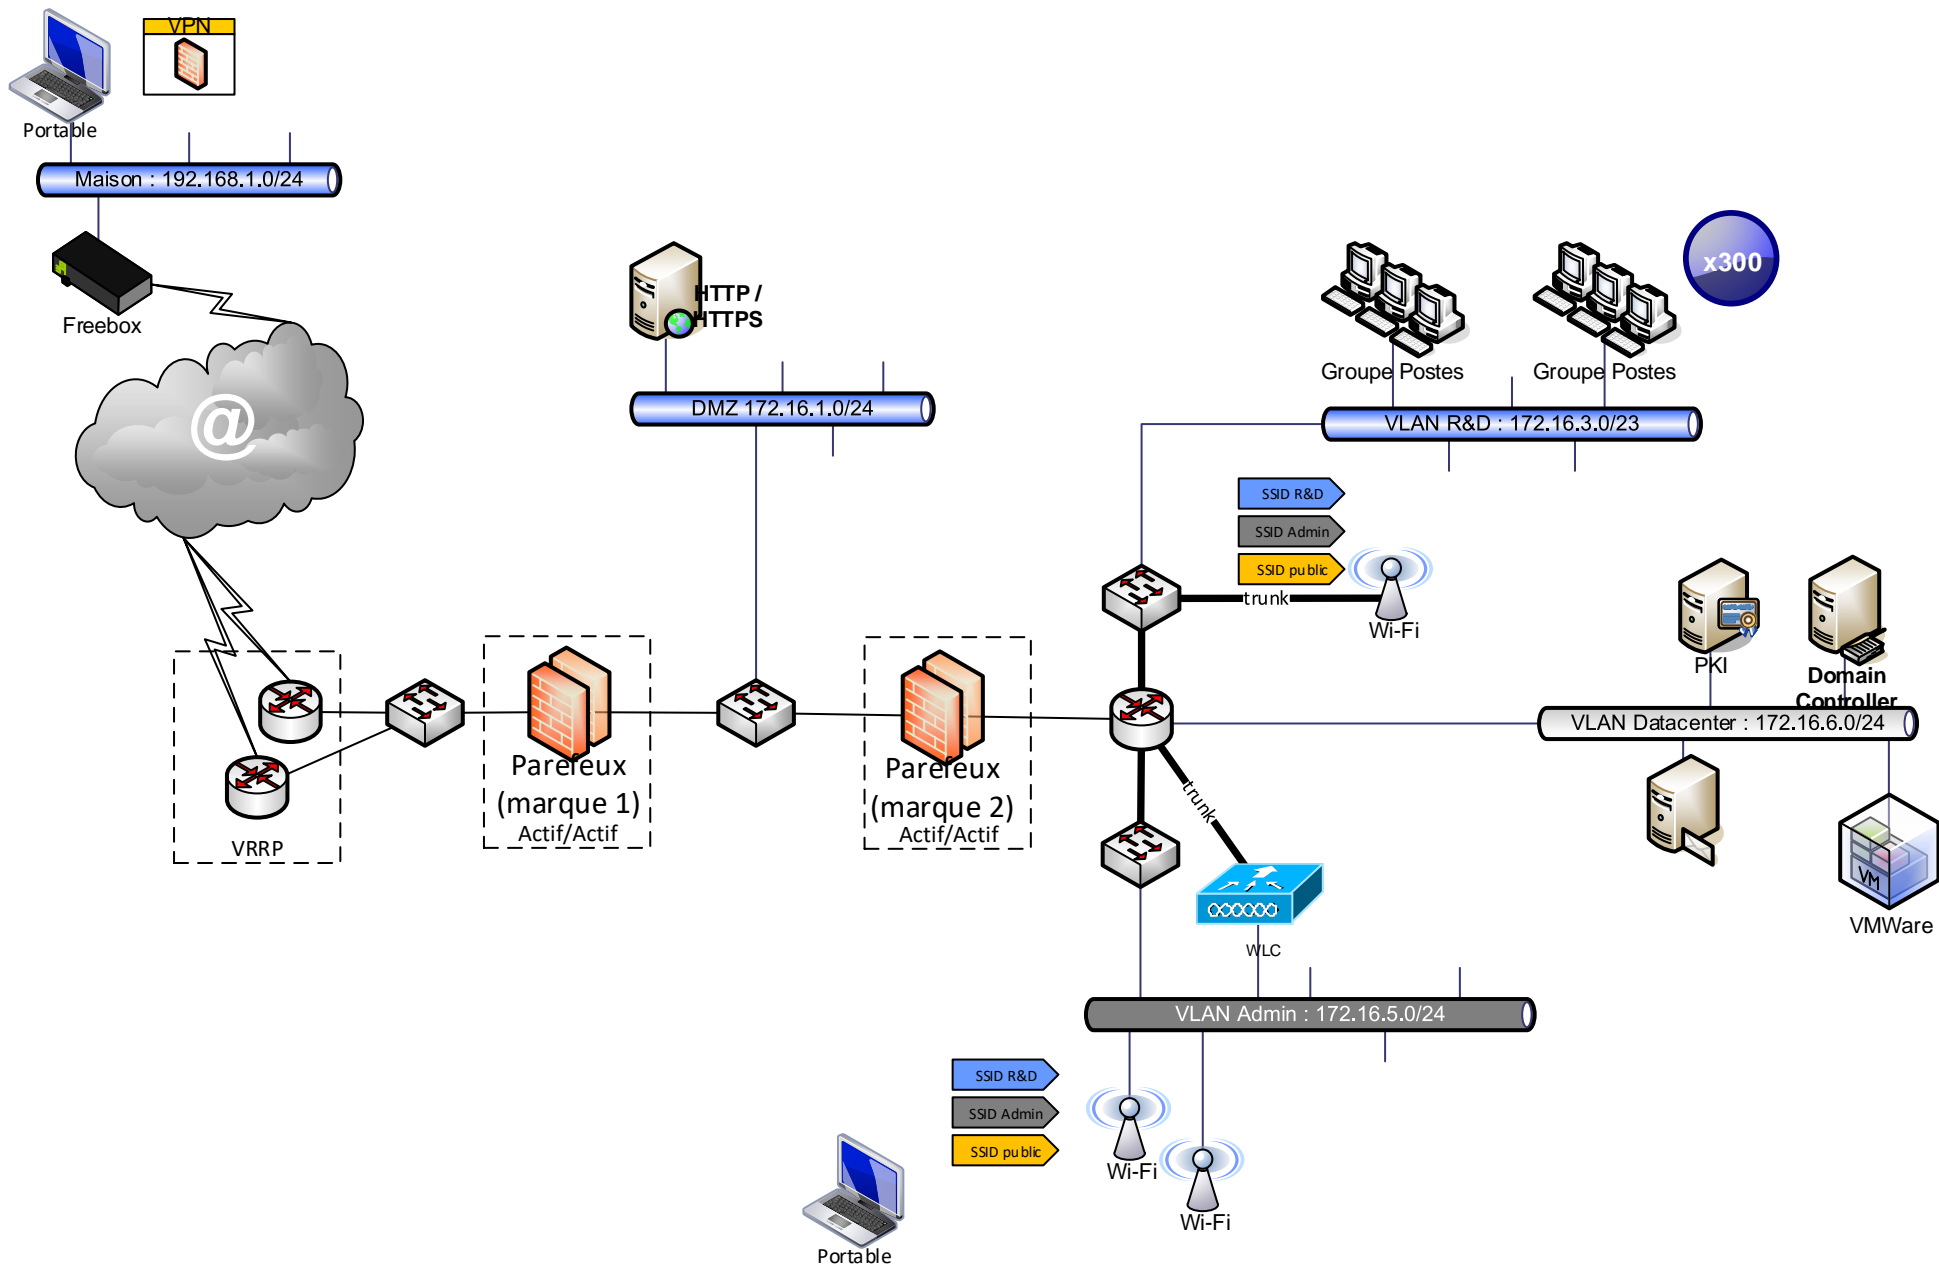 VPN
Portable
Maison : 192.168.1.0/24
Freebox
@
HTTP /
HTTPS
DMZ 172.16.1.0/24
x300
Groupe Postes
Groupe Postes
VLAN R&D : 172.16.3.0/23
SSID R&D
SSID Admin
SSID public
trunk
Wi-Fi
PKI
Domain
Controller
VLAN Datacenter : 172.16.6.0/24
VM
VMWare
VRRP
Parefeux
(marque 1)
Actif/Actif
Parefeux
(marque 2)
Actif/Actif
trunk
WLC
VLAN Admin : 172.16.5.0/24
SSID R&D
SSID Admin
SSID public
Wi-Fi
Wi-Fi
Portable